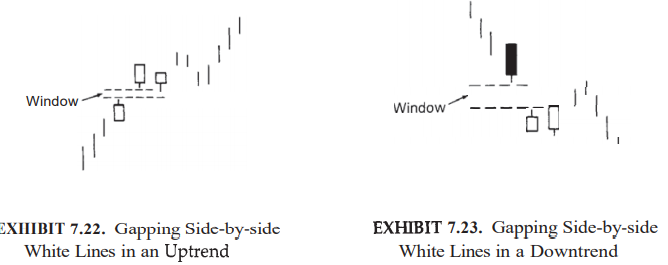 Window
Window
EXHIBIT 7.22. Gapping Side-by-side
White Lines in an Uptrend
EXHIBIT 7.23. Gapping Side-by-side
White Lines in a Downtrend